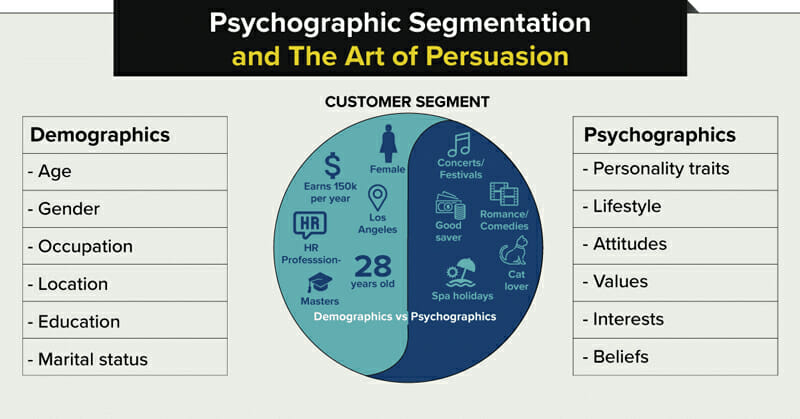 Psychographic Segmentation
and The Art of Persuasion
CUSTOMER SEGMENT
Demographics
- Age
- Gender
- Occupation
- Location
- Education
- Marital status
Female
$
Earns 150k
per year
Los
Angeles
HR
HR
Professsion-
28
years old
Masters
Concerts/
Festivals
Romance/
Comedies
Good
saver
Cat
lover
Spa holidays
Demographics vs Psychographics
Psychographics
- Personality traits
- Lifestyle
- Attitudes
- Values
- Interests
- Beliefs